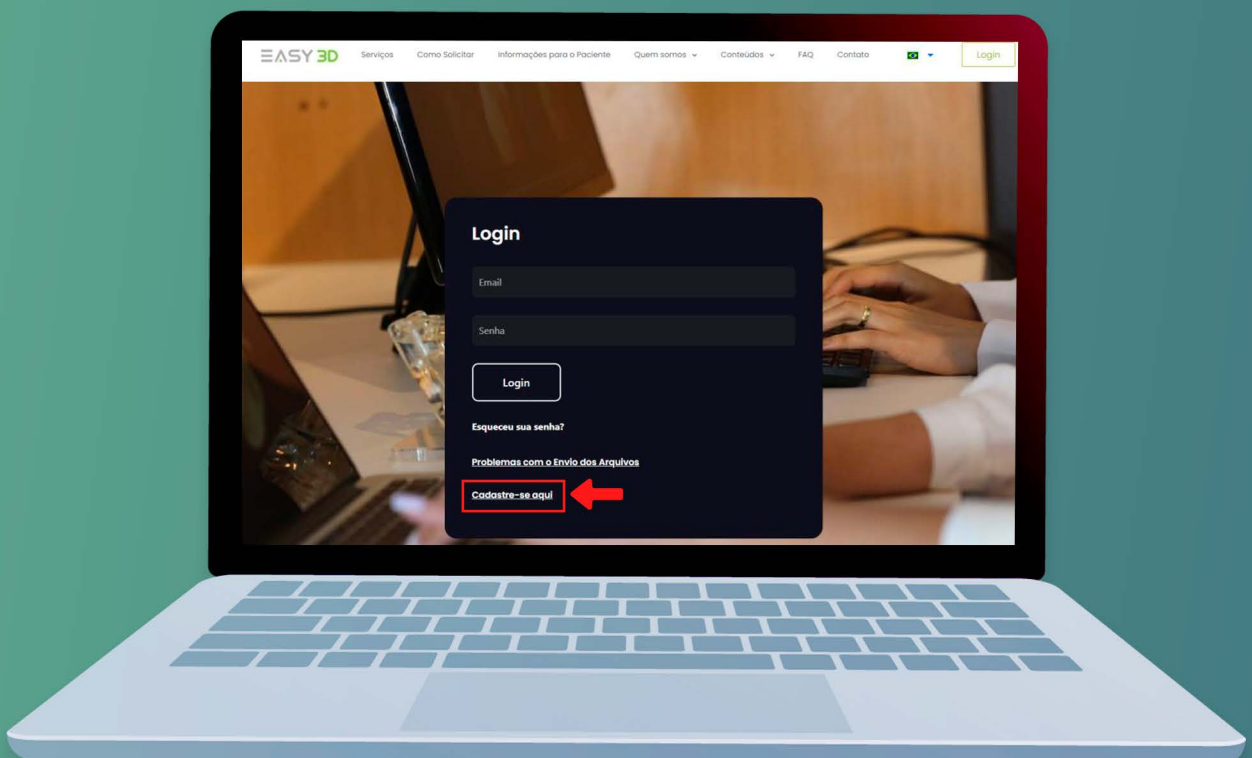 EASY 3D
Serviços
Como Solicitar
Informações para o Paciente
Quem somos
Conteúdos
FAQ
Contato
Login
Login
Email
Senha
Login
Esqueceu sua senha?
Problemas com o Envio dos Arquivos
Cadastre-se aqui